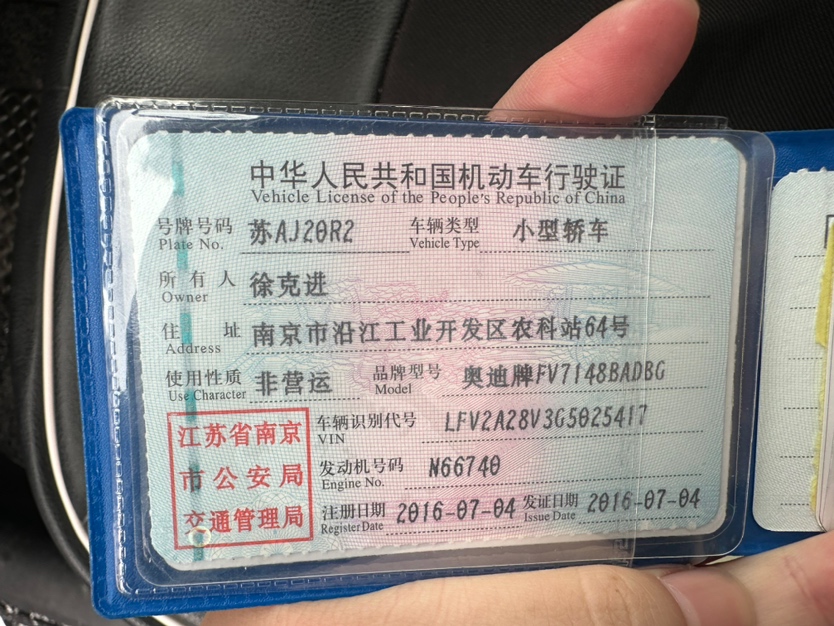 中华人民共和国机动车行驶证
Vehicle License of the People's Republic of China
号牌号码 苏AJ20R2 车辆类型 小型轿车
Plate No. Vehicle Type
所有人 徐克进
Owner
住址 南京市沿江工业开发区农科站64号
Address
使用性质 非营运 品牌型号 奥迪牌FV7148BADBG
Use Character Model
江苏省南京
市公安局
交通管理局
车辆识别代号 LFV2A28V3G5025417
VIN
发动机号码 N66740
Engine No.
注册日期 2016-07-04 发证日期 2016-07-04
Register Date Issue Date